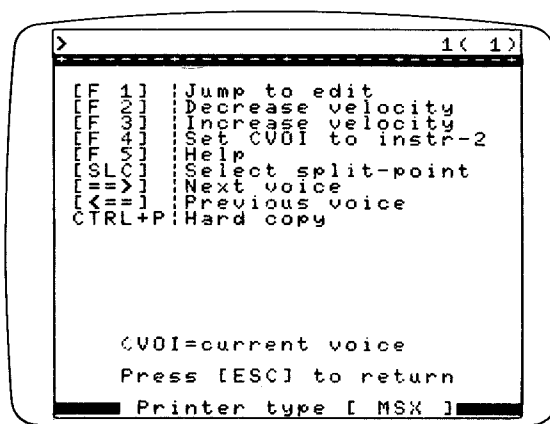 > 1( 1)
[F 1] ¦Jump to edit
[F 2] ¦Decrease velocity
[F 3] ¦Increase velocity
[F 4] ¦Set CVOI to instr-2
[F 5] ¦Help
[SLC] ¦Select split-point
[==>] ¦Next voice
[<==] ¦Previous voice
CTRL+P¦Hard copy
CVOI=current voice
Press [ESC] to return
Printer type [ MSX ]